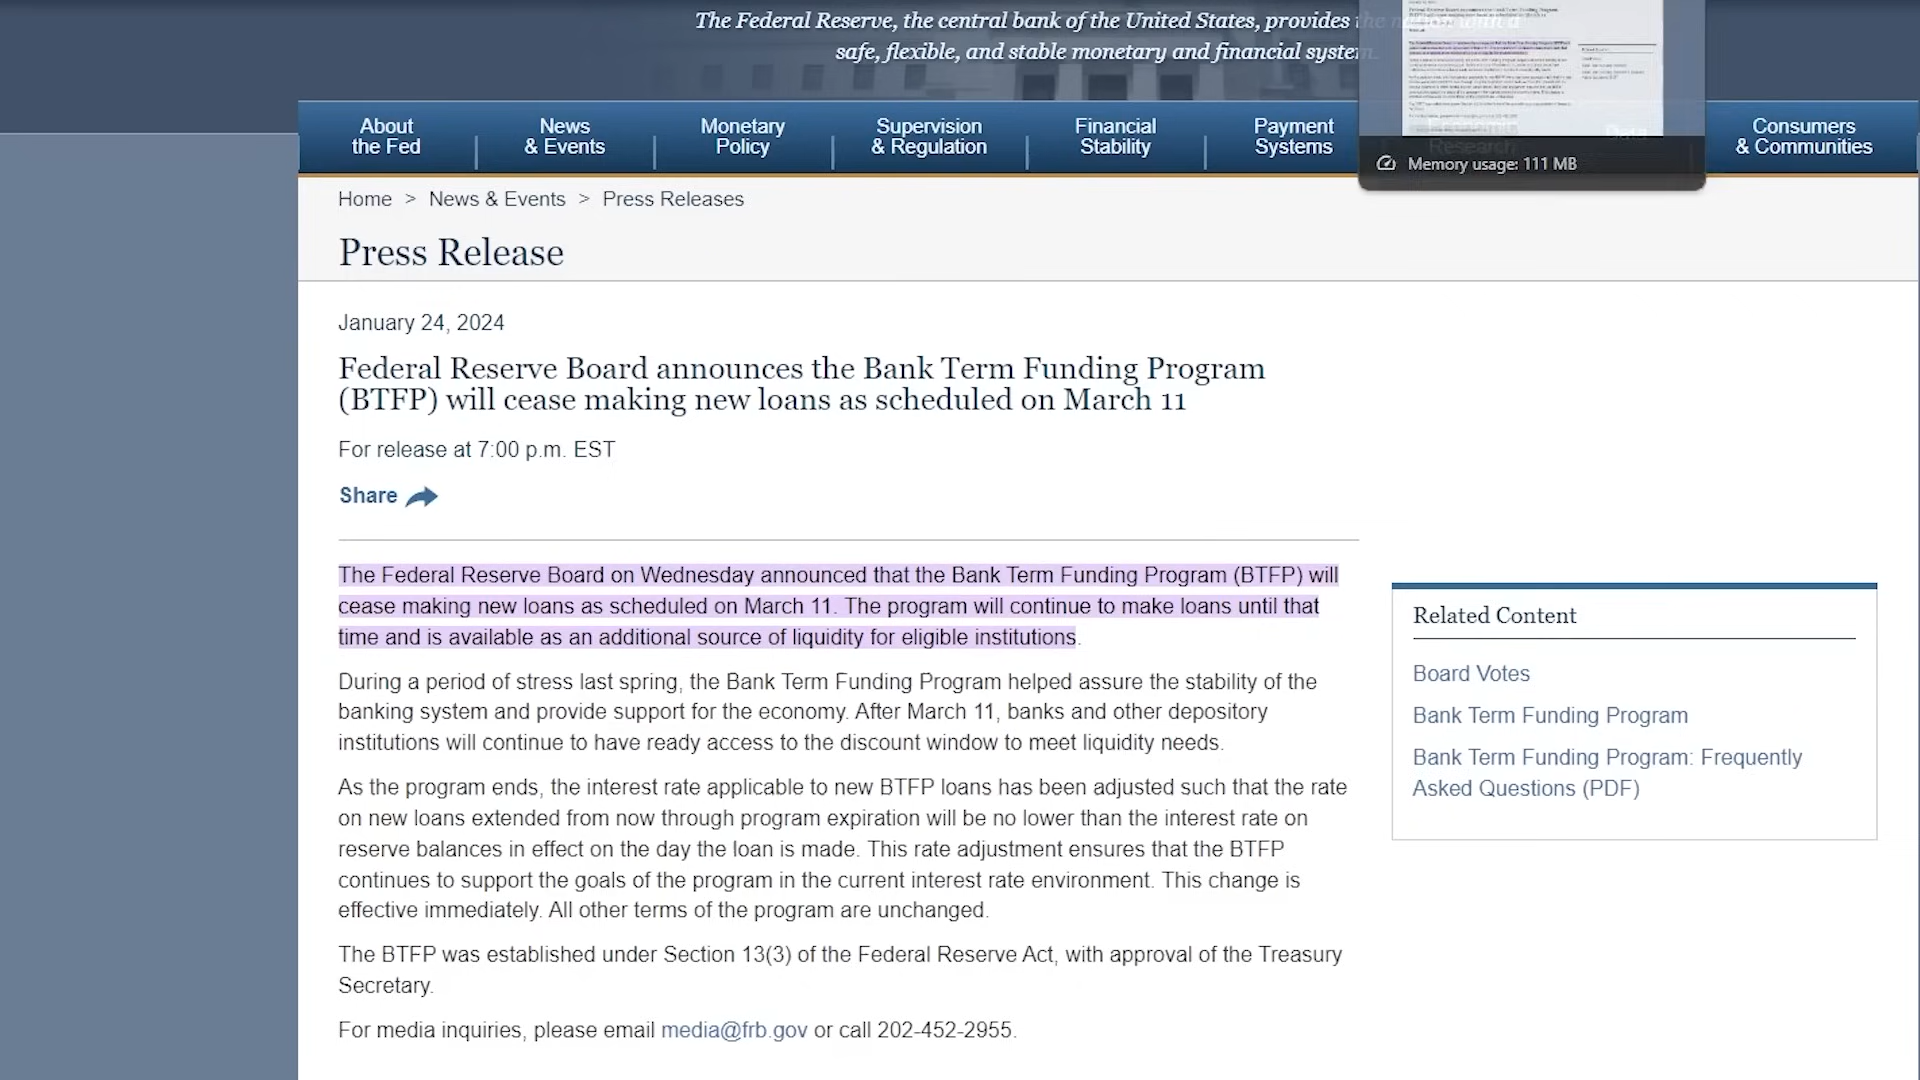 The Federal Reserve, the central bank of the United States, provides
safe, flexible, and stable monetary and financial system.
About
the Fed
News
& Events
Monetary
Policy
Supervision
& Regulation
Financial
Stability
Payment
Systems
Economic
Research
Data
Consumers
& Communities
Memory usage: 111 MB
Home > News & Events > Press Releases
Press Release
January 24, 2024
Federal Reserve Board announces the Bank Term Funding Program
(BTFP) will cease making new loans as scheduled on March 11
For release at 7:00 p.m. EST
Share
The Federal Reserve Board on Wednesday announced that the Bank Term Funding Program (BTFP) will
cease making new loans as scheduled on March 11. The program will continue to make loans until that
time and is available as an additional source of liquidity for eligible institutions.
During a period of stress last spring, the Bank Term Funding Program helped assure the stability of the
banking system and provide support for the economy. After March 11, banks and other depository
institutions will continue to have ready access to the discount window to meet liquidity needs.
As the program ends, the interest rate applicable to new BTFP loans has been adjusted such that the rate
on new loans extended from now through program expiration will be no lower than the interest rate on
reserve balances in effect on the day the loan is made. This rate adjustment ensures that the BTFP
continues to support the goals of the program in the current interest rate environment. This change is
effective immediately. All other terms of the program are unchanged.
The BTFP was established under Section 13(3) of the Federal Reserve Act, with approval of the Treasury
Secretary.
For media inquiries, please email media@frb.gov or call 202-452-2955.
Related Content
Board Votes
Bank Term Funding Program
Bank Term Funding Program: Frequently
Asked Questions (PDF)